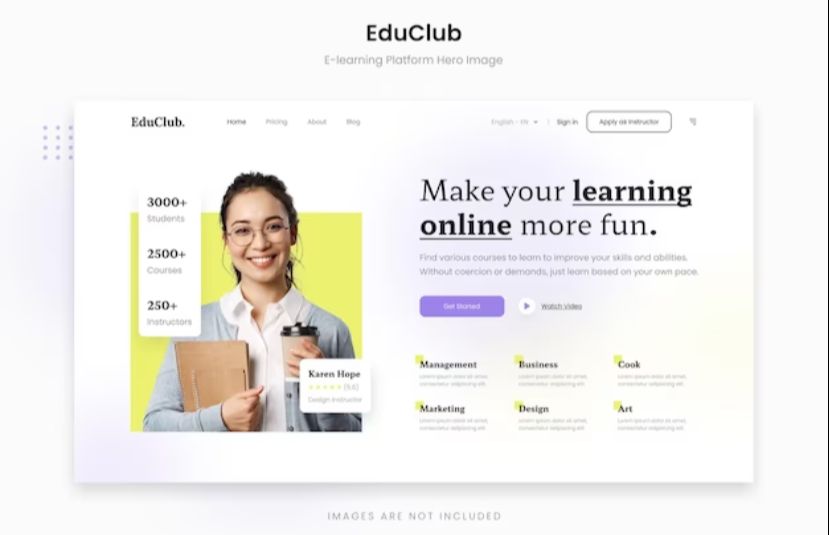 EduClub
E-learning Platform Hero Image
EduClub.
Home Pricing About Blog
English - EN | Sign in Apply as Instructor
3000+
Students
2500+
Courses
250+
Instructors
Karen Hope
Design Instructor
Make your learning
online more fun.
Find various courses to learn to improve your skills and abilities.
Without coercion or demands, just learn based on your own pace.
Get Started Watch Video
Management Business Cook
Lorem ipsum dolor sit amet, Lorem ipsum dolor sit amet, Lorem ipsum dolor sit amet,
consectetur adipiscing elit. consectetur adipiscing elit. consectetur adipiscing elit.
Marketing Design Art
Lorem ipsum dolor sit amet, Lorem ipsum dolor sit amet, Lorem ipsum dolor sit amet,
consectetur adipiscing elit. consectetur adipiscing elit. consectetur adipiscing elit.
IMAGES ARE NOT INCLUDED